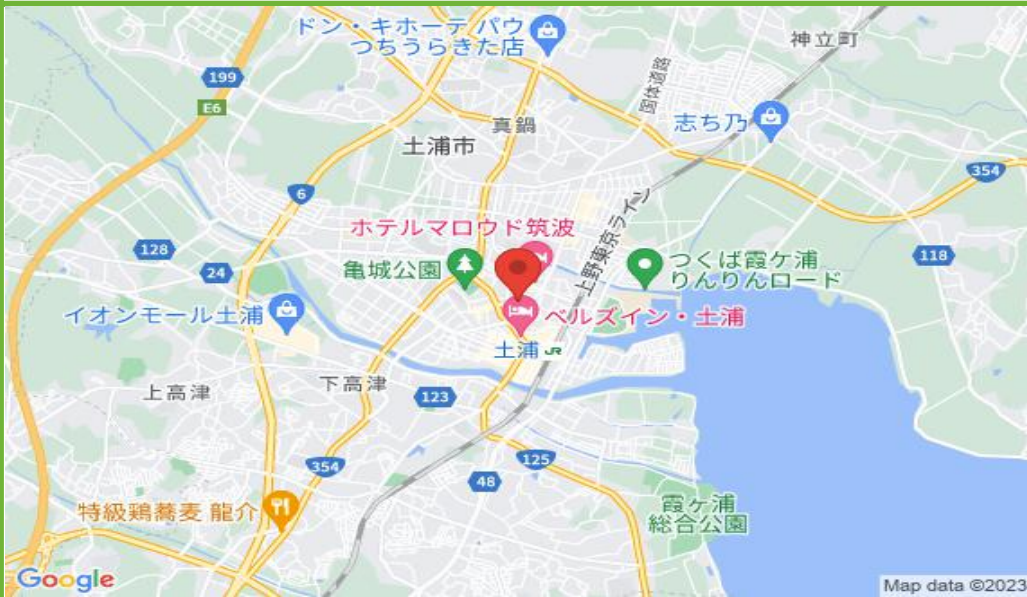 ドン・キホーテ パウ
つちうらきた店
神立町
199
E6
国体道路
真鍋
志ち乃
土浦市
354
6
上野東京ライン
ホテルマロウド筑波
128
118
24
亀城公園
つくば霞ケ浦
りんりんロード
イオンモール土浦
ベルズイン・土浦
土浦 JR
上高津
下高津
123
354
125
48
特級鶏蕎麦 龍介
霞ケ浦
総合公園
Google
Map data ©2023